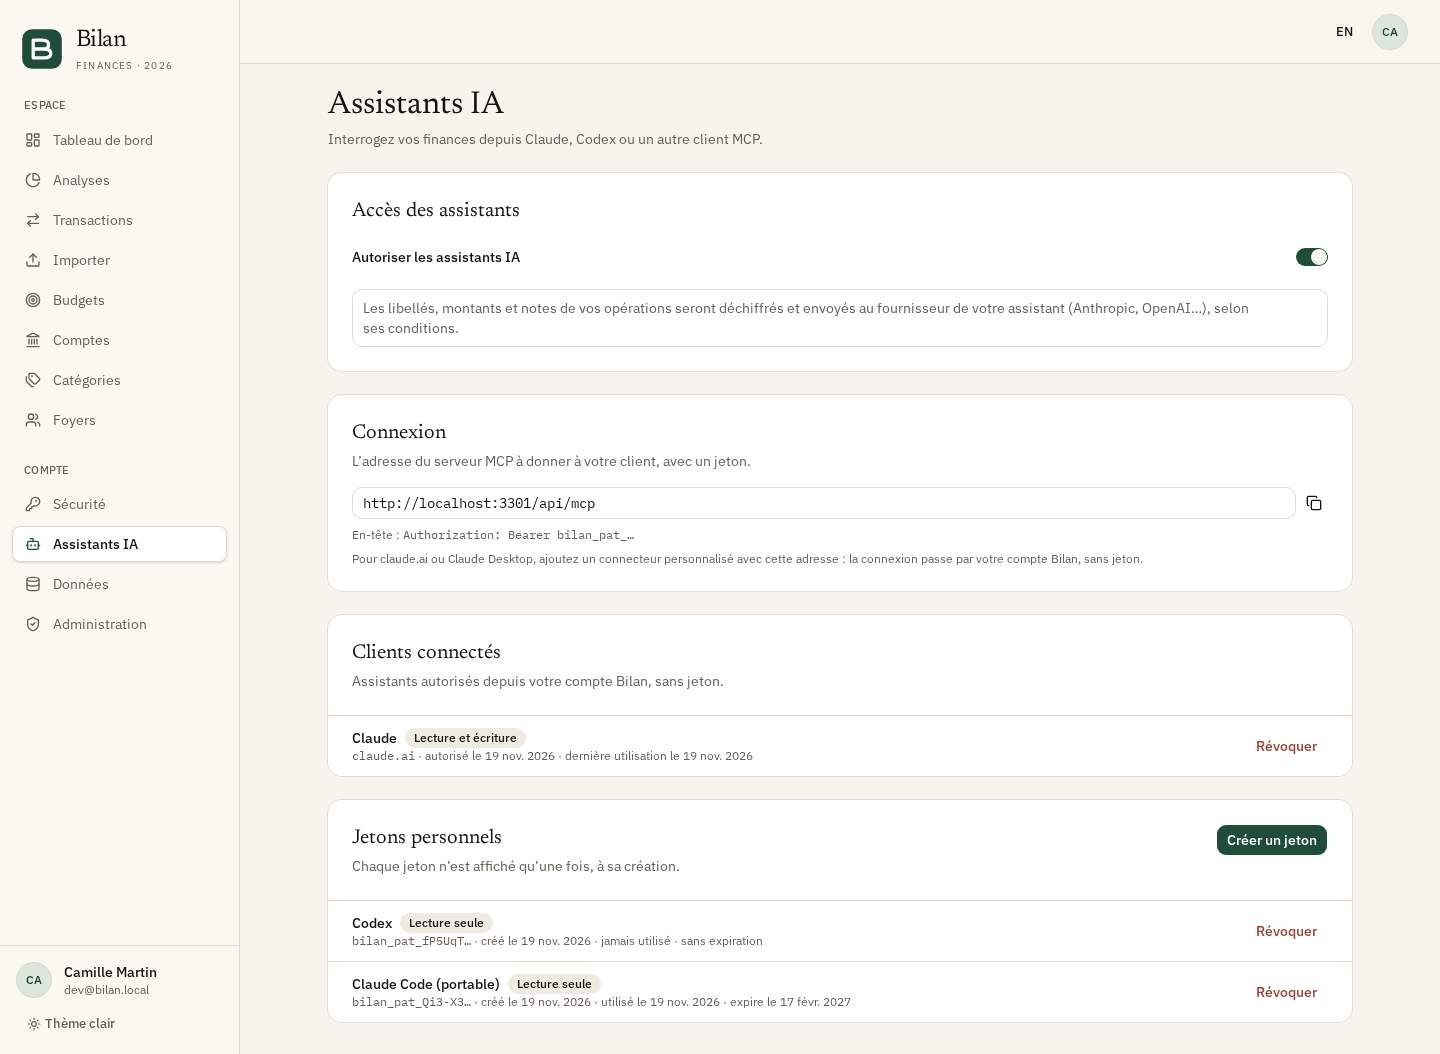 Bilan
FINANCES · 2026
ESPACE
Tableau de bord
Analyses
Transactions
Importer
Budgets
Comptes
Catégories
Foyers
COMPTE
Sécurité
Assistants IA
Données
Administration
CA
Camille Martin
dev@bilan.local
Thème clair
EN
CA
Assistants IA
Interrogez vos finances depuis Claude, Codex ou un autre client MCP.
Accès des assistants
Autoriser les assistants IA
Les libellés, montants et notes de vos opérations seront déchiffrés et envoyés au fournisseur de votre assistant (Anthropic, OpenAI…), selon
ses conditions.
Connexion
L’adresse du serveur MCP à donner à votre client, avec un jeton.
http://localhost:3301/api/mcp
En-tête : Authorization: Bearer bilan_pat_…
Pour claude.ai ou Claude Desktop, ajoutez un connecteur personnalisé avec cette adresse : la connexion passe par votre compte Bilan, sans jeton.
Clients connectés
Assistants autorisés depuis votre compte Bilan, sans jeton.
Claude Lecture et écriture
claude.ai · autorisé le 19 nov. 2026 · dernière utilisation le 19 nov. 2026
Révoquer
Jetons personnels
Chaque jeton n’est affiché qu’une fois, à sa création.
Créer un jeton
Codex Lecture seule
bilan_pat_fP5UqT… · créé le 19 nov. 2026 · jamais utilisé · sans expiration
Révoquer
Claude Code (portable) Lecture seule
bilan_pat_Qi3-X3… · créé le 19 nov. 2026 · utilisé le 19 nov. 2026 · expire le 17 févr. 2027
Révoquer